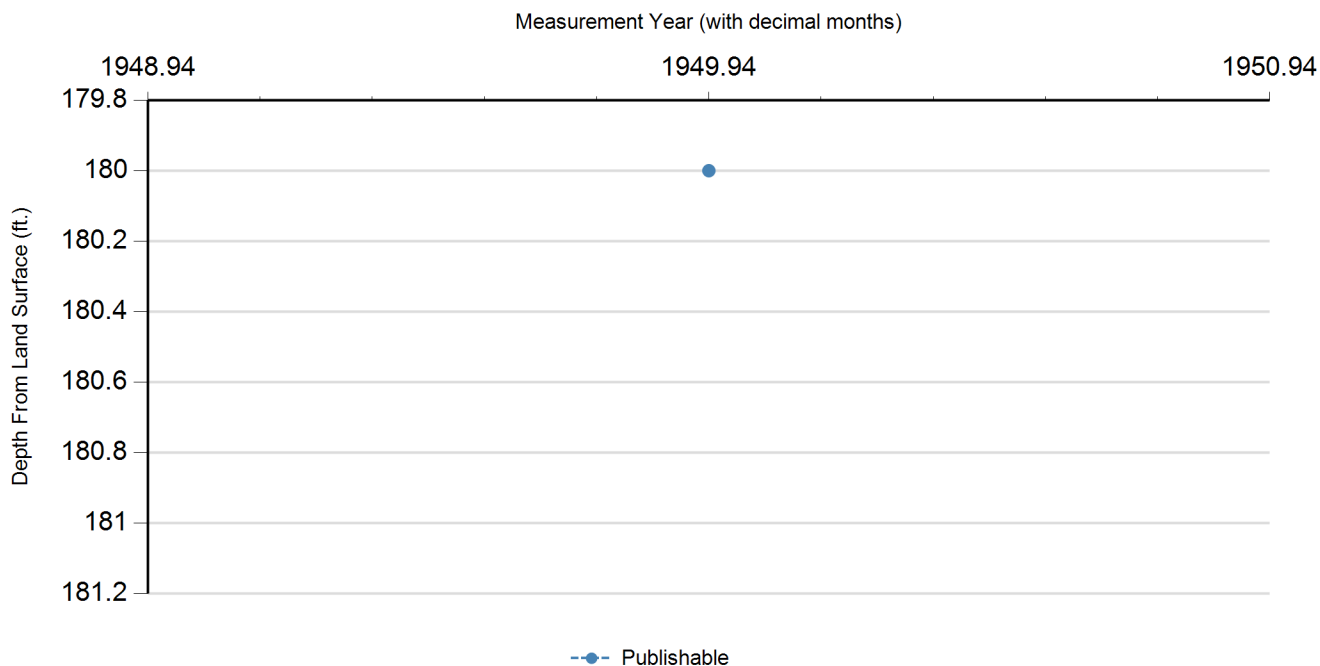 Measurement Year (with decimal months)
1948.94 1949.94 1950.94
179.8
180
180.2
180.4
180.6
180.8
181
181.2
Depth From Land Surface (ft.)
Publishable